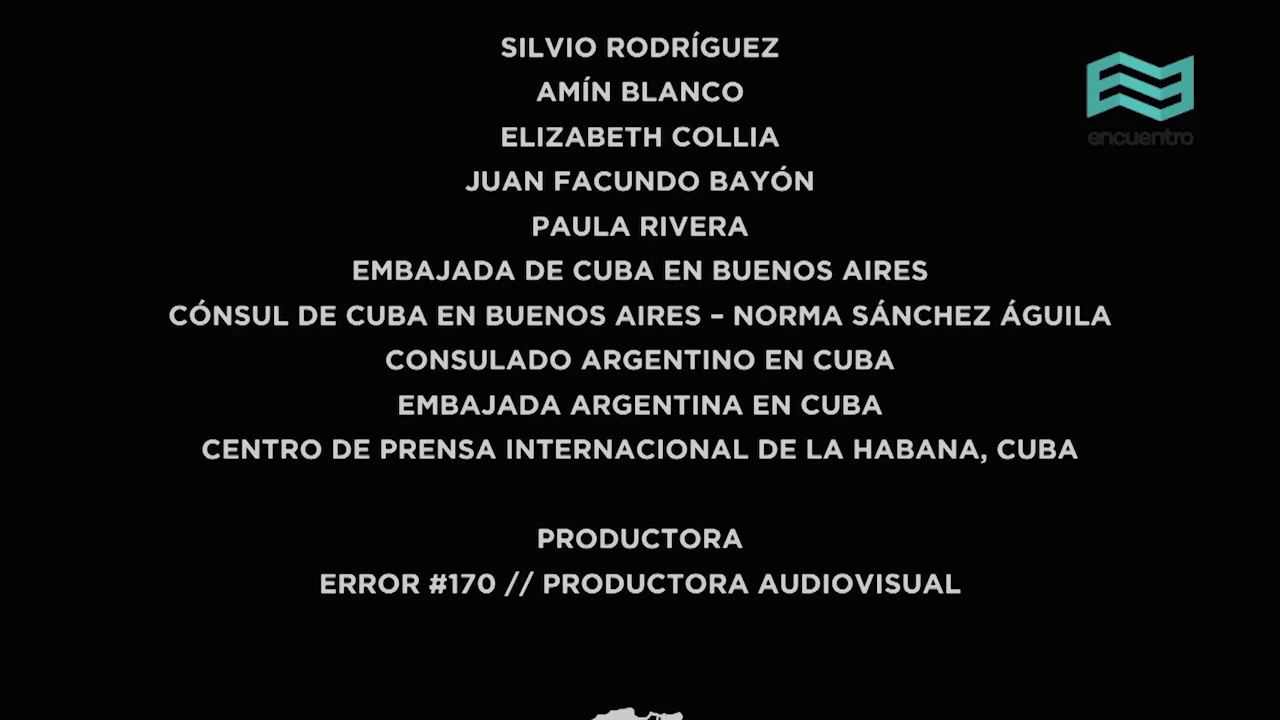 SILVIO RODRÍGUEZ
AMÍN BLANCO
ELIZABETH COLLIA
JUAN FACUNDO BAYÓN
PAULA RIVERA
EMBAJADA DE CUBA EN BUENOS AIRES
CÓNSUL DE CUBA EN BUENOS AIRES – NORMA SÁNCHEZ ÁGUILA
CONSULADO ARGENTINO EN CUBA
EMBAJADA ARGENTINA EN CUBA
CENTRO DE PRENSA INTERNACIONAL DE LA HABANA, CUBA
PRODUCTORA
ERROR #170 // PRODUCTORA AUDIOVISUAL
encuentro